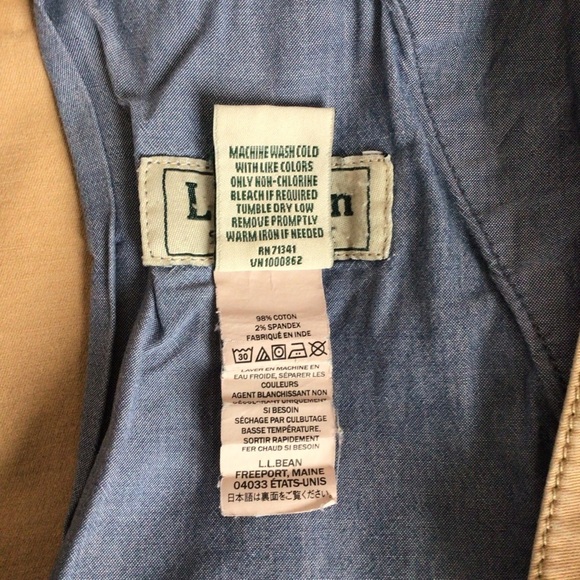 MACHINE WASH COLD
WITH LIKE COLORS
ONLY NON-CHLORINE
BLEACH IF REQUIRED
TUMBLE DRY LOW
REMOVE PROMPTLY
WARM IRON IF NEEDED
RN 71341
VN1000862
98% COTON
2% SPANDEX
FABRIQUÉ EN INDE
30
LAVER EN MACHINE EN
EAU FROIDE, SÉPARER LES
COULEURS
AGENT BLANCHISSANT NON
UNIQUEMENT
SI BESOIN
SÉCHAGE PAR CULBUTAGE
BASSE TEMPÉRATURE,
SORTIR RAPIDEMENT
FER CHAUD SI BESOIN
L.L.BEAN
FREEPORT, MAINE
04033 ÉTATS-UNIS
日本語は裏面をご覧ください